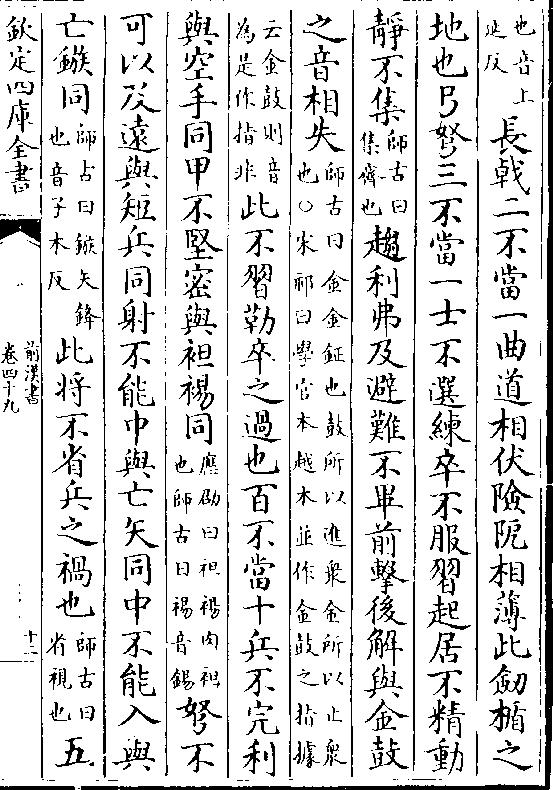 也音上延反長戟二不當一曲道相伏險阨相薄此劒楯之
地也弓弩三不當一士不選練卒不服習起居不精動
靜不集師古曰集齊也趨利弗及避難不畢前擊後解與金鼓
之音相失師古曰金金鉦也鼓所以進衆金所以止衆也○宋祁曰學官本越本並作金鼓之指據
云金鼓則音為是作指非此不習勒卒之過也百不當十兵不完利
與空手同甲不堅密與袒裼同應劭曰袒裼肉袒也師古曰裼音錫弩不
可以及遠與短兵同射不能中與亡矢同中不能入與
亡鏃同師古曰鏃矢鋒也音子木反此将不省兵之禍也師古曰省視也五
欽定四庫全書
前漢書
卷四十九
十二